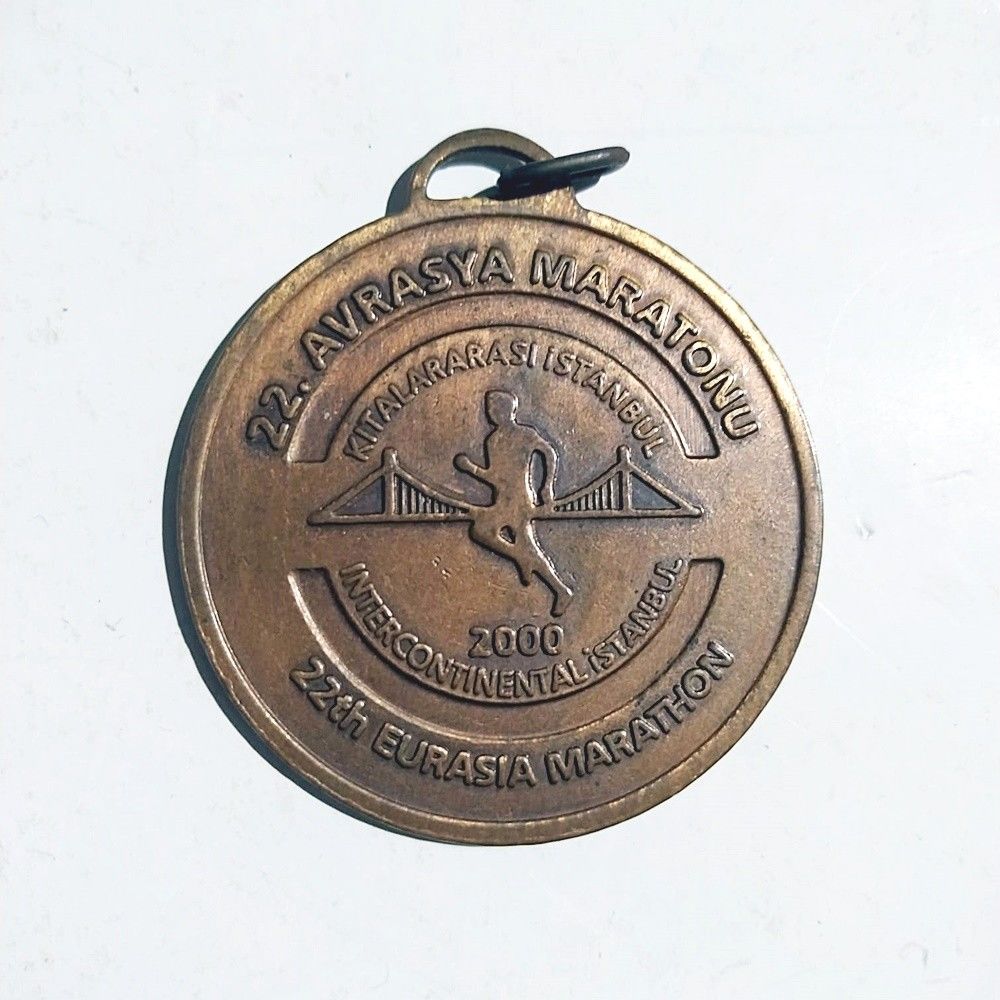 22. AVRASYA MARATONU
KITALARARASI İSTANBUL
2000
INTERCONTINENTAL İSTANBUL
22th EURASIA MARATHON